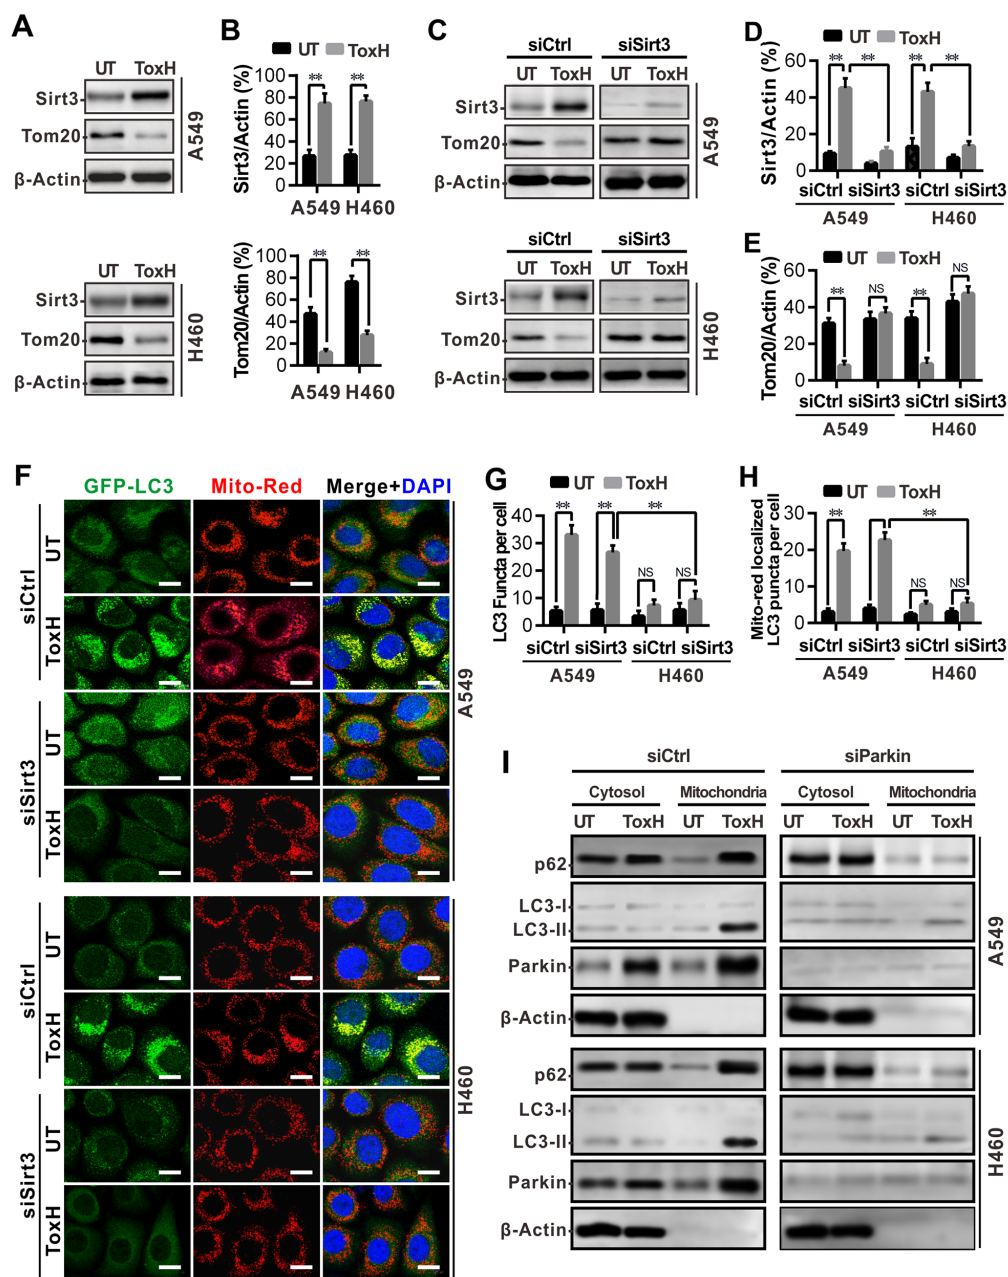 A
UT ToxH
Sirt3
Tom20
β-Actin
A549
UT ToxH
Sirt3
Tom20
β-Actin
H460
B
UT ToxH
Sirt3/Actin (%)
100
80
60
40
20
0
** **
A549 H460
Tom20/Actin (%)
100
80
60
40
20
0
** **
A549 H460
C
siCtrl siSirt3
UT ToxH UT ToxH
Sirt3
Tom20
β-Actin
A549
siCtrl siSirt3
UT ToxH UT ToxH
Sirt3
Tom20
β-Actin
H460
D
UT ToxH
Sirt3/Actin (%)
60
40
20
0
** ** ** **
siCtrl siSirt3 siCtrl siSirt3
A549 H460
E
UT ToxH
Tom20/Actin (%)
60
40
20
0
** NS ** NS
siCtrl siSirt3 siCtrl siSirt3
A549 H460
F
GFP-LC3 Mito-Red Merge+DAPI
siCtrl
UT
ToxH
siSirt3
UT
ToxH
A549
siCtrl
UT
ToxH
siSirt3
UT
ToxH
H460
G
UT ToxH
LC3 Functa per cell
40
30
20
10
0
** ** ** NS NS
siCtrl siSirt3 siCtrl siSirt3
A549 H460
H
UT
ToxH
Mito-red localized
LC3 puncta per cell
30
20
10
0
** ** NS NS
siCtrl siSirt3 siCtrl siSirt3
A549 H460
I
siCtrl siParkin
Cytosol Mitochondria Cytosol Mitochondria
UT ToxH UT ToxH UT ToxH UT ToxH
p62
LC3-I
LC3-II
Parkin
β-Actin
A549
p62
LC3-I
LC3-II
Parkin
β-Actin
H460